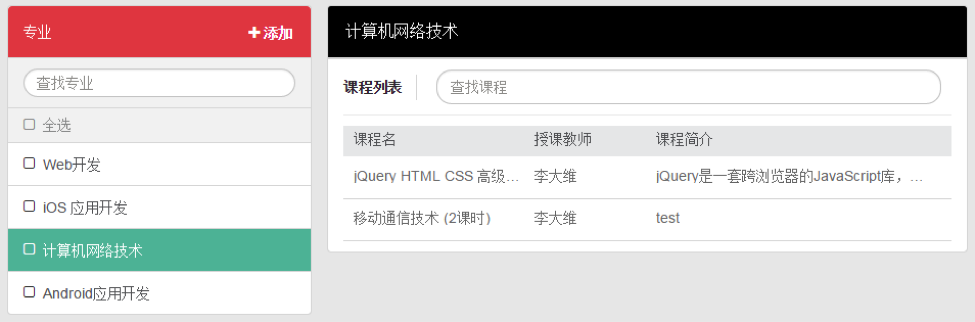 专业 添加
查找专业
全选
Web开发
iOS 应用开发
计算机网络技术
Android应用开发
计算机网络技术
课程列表 查找课程
课程名 授课教师 课程简介
jQuery HTML CSS 高级... 李大维 jQuery是一套跨浏览器的JavaScript库，...
移动通信技术 (2课时) 李大维 test